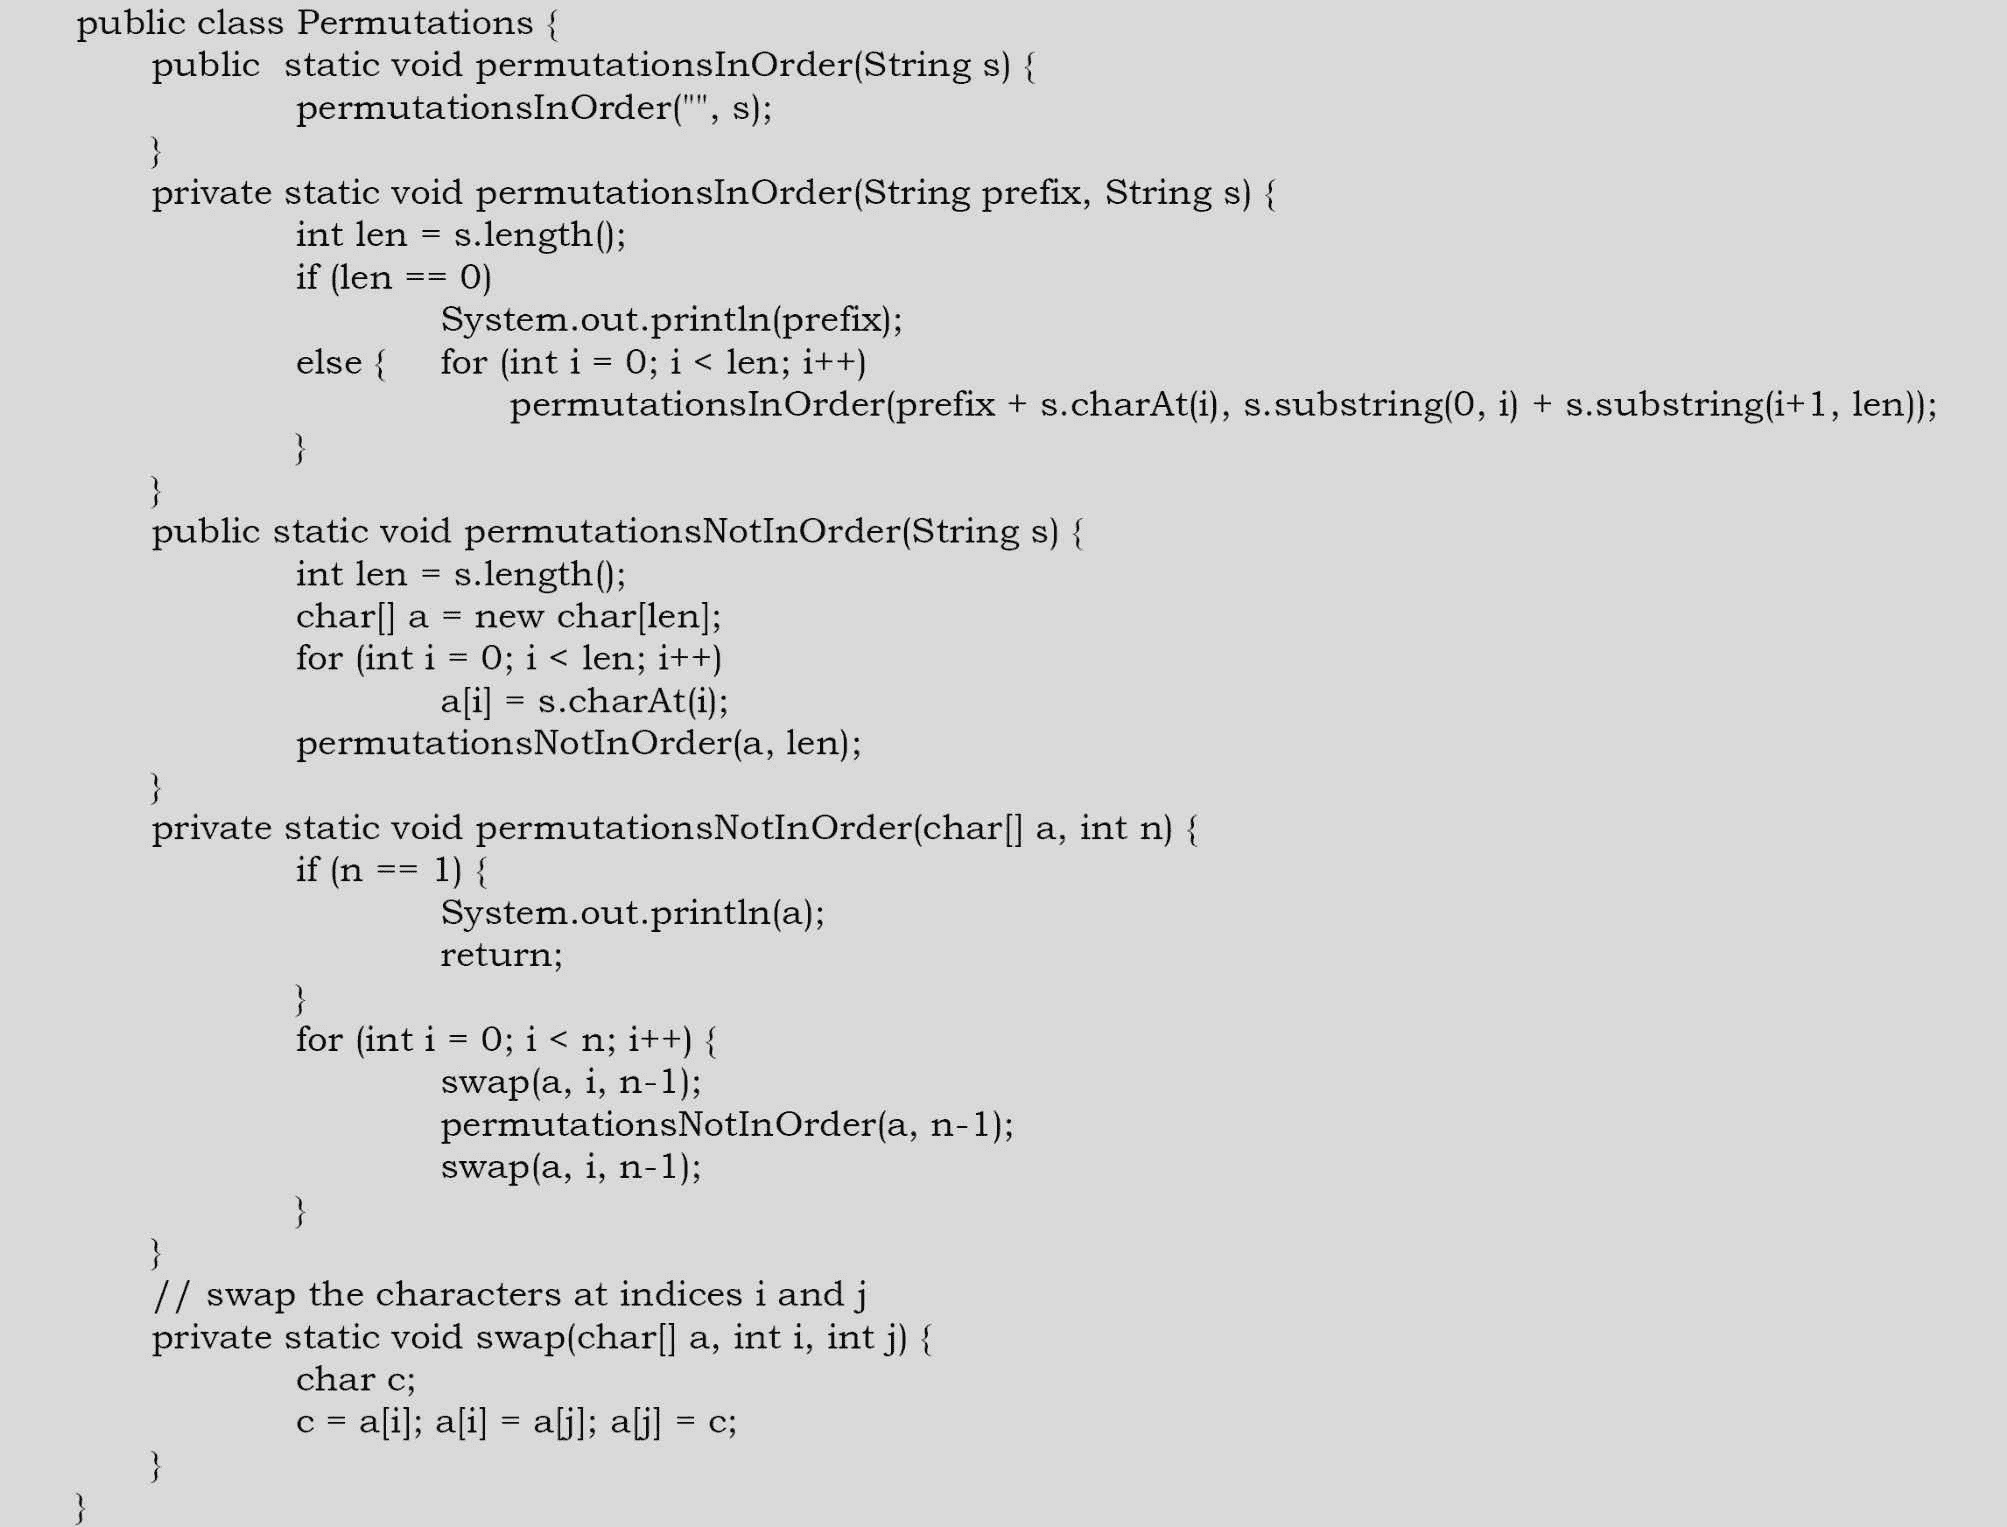 public class Permutations {
public  static void permutationsInOrder(String s) {
permutationsInOrder("", s);
}
private static void permutationsInOrder(String prefix, String s) {
int len = s.length();
if (len == 0)
System.out.println(prefix);
else {   for (int i = 0; i < len; i++)
permutationsInOrder(prefix + s.charAt(i), s.substring(0, i) + s.substring(i+1, len));
}
}
public static void permutationsNotInOrder(String s) {
int len = s.length();
char[] a = new char[len];
for (int i = 0; i < len; i++)
a[i] = s.charAt(i);
permutationsNotInOrder(a, len);
}
private static void permutationsNotInOrder(char[] a, int n) {
if (n == 1) {
System.out.println(a);
return;
}
for (int i = 0; i < n; i++) {
swap(a, i, n-1);
permutationsNotInOrder(a, n-1);
swap(a, i, n-1);
}
}
// swap the characters at indices i and j
private static void swap(char[] a, int i, int j) {
char c;
c = a[i]; a[i] = a[j]; a[j] = c;
}
}